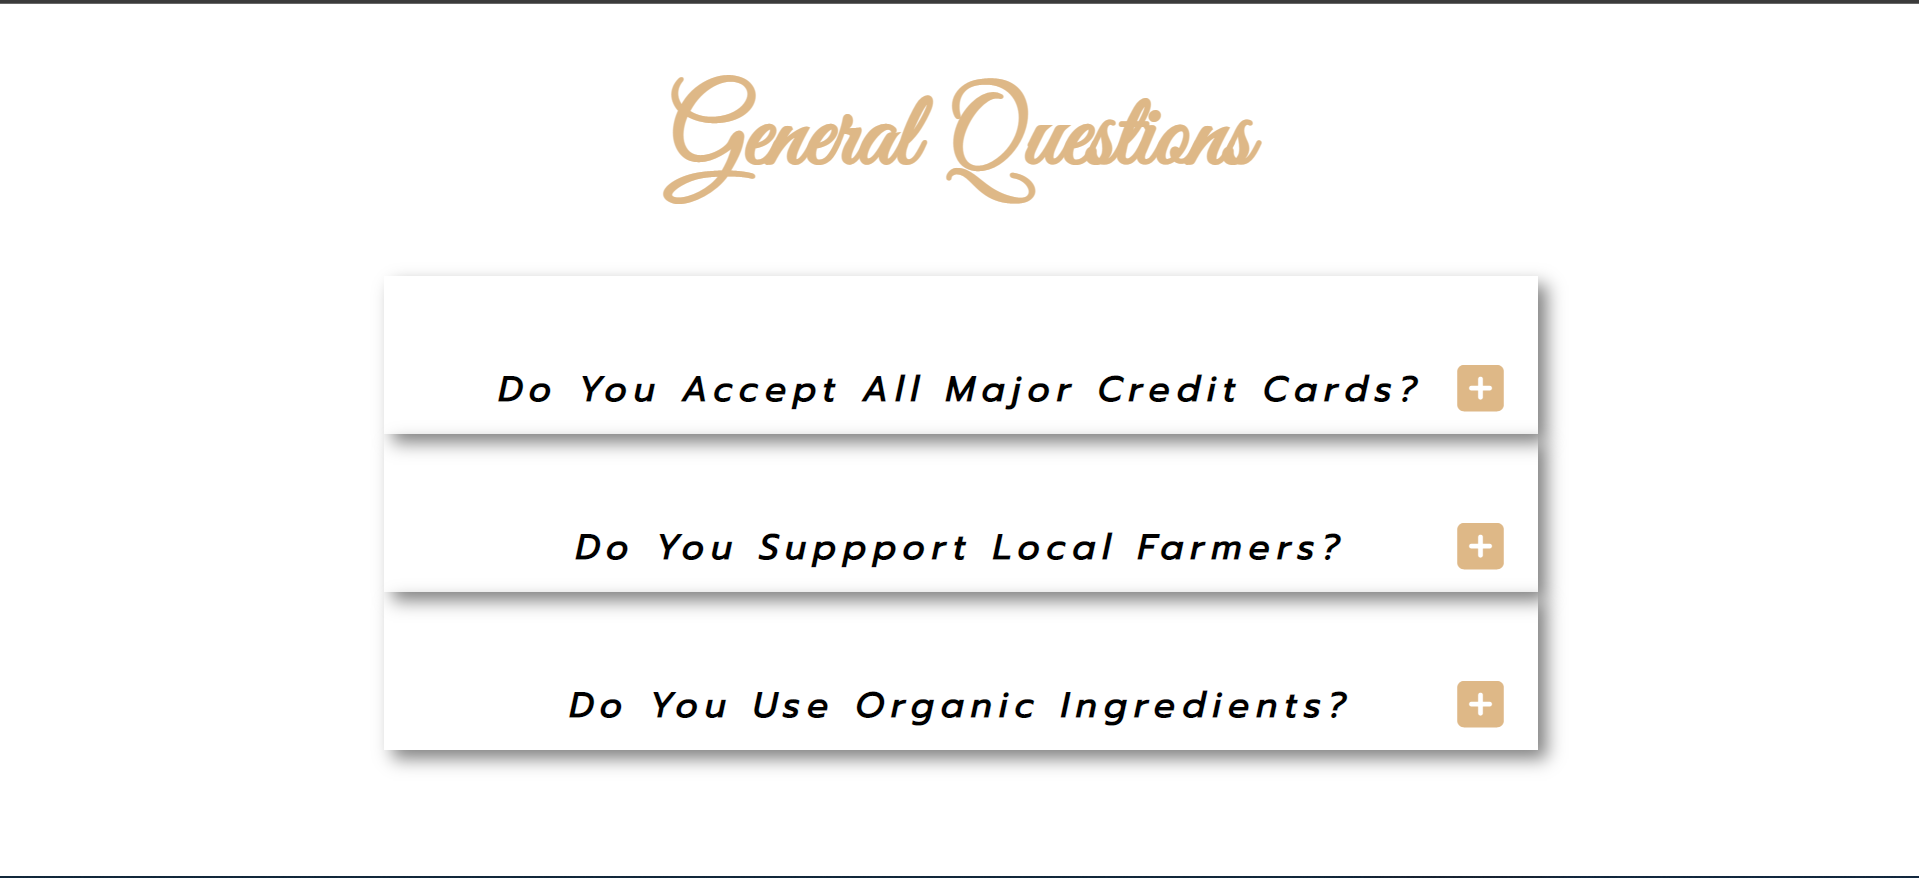 General Questions
Do You Accept All Major Credit Cards?
Do You Suppport Local Farmers?
Do You Use Organic Ingredients?